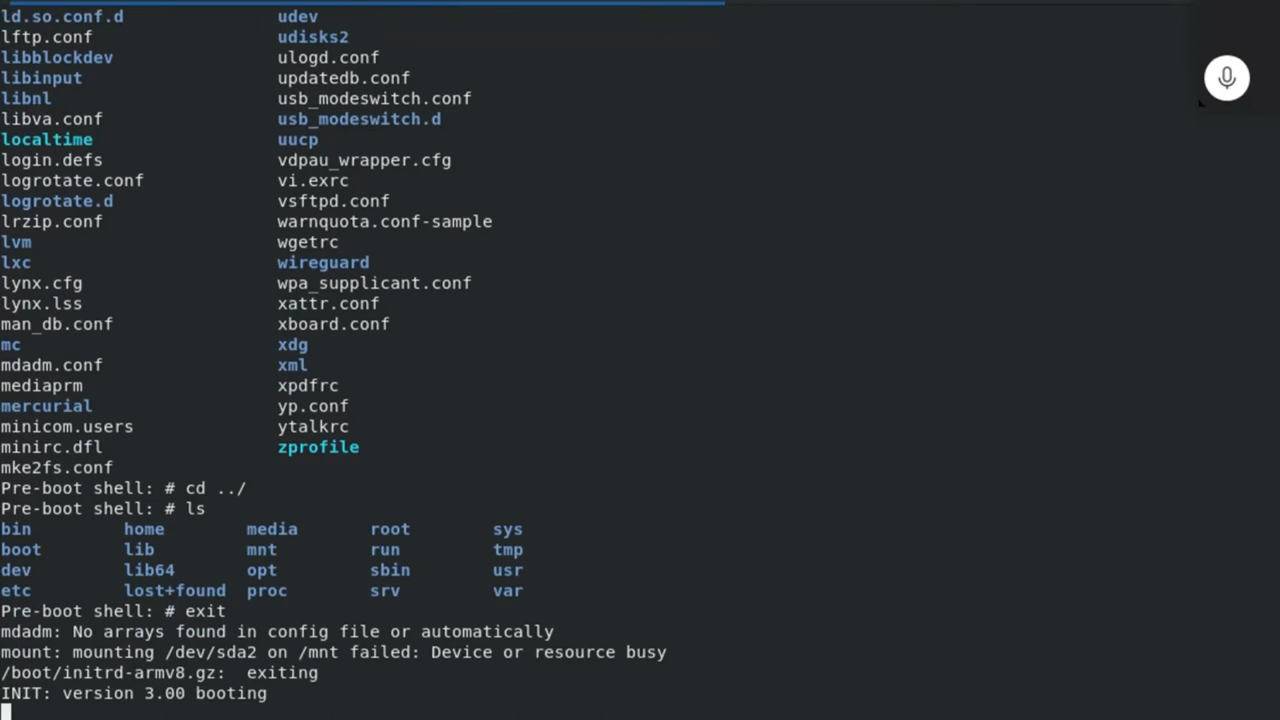 ld.so.conf.d udev
lftp.conf udisks2
libblockdev ulogd.conf
libinput updatedb.conf
libnl usb_modeswitch.conf
libva.conf usb_modeswitch.d
localtime uucp
login.defs vdpau_wrapper.cfg
logrotate.conf vi.exrc
logrotate.d vsftpd.conf
lrzip.conf warnquota.conf-sample
lvm wgetrc
lxc wireguard
lynx.cfg wpa_supplicant.conf
lynx.lss xattr.conf
man_db.conf xboard.conf
mc xdg
mdadm.conf xml
mediaprm xpdfrc
mercurial yp.conf
minicom.users ytalkrc
minirc.dfl zprofile
mke2fs.conf
Pre-boot shell: # cd ../
Pre-boot shell: # ls
bin home media root sys
boot lib mnt run tmp
dev lib64 opt sbin usr
etc lost+found proc srv var
Pre-boot shell: # exit
mdadm: No arrays found in config file or automatically
mount: mounting /dev/sda2 on /mnt failed: Device or resource busy
/boot/initrd-armv8.gz: exiting
INIT: version 3.00 booting